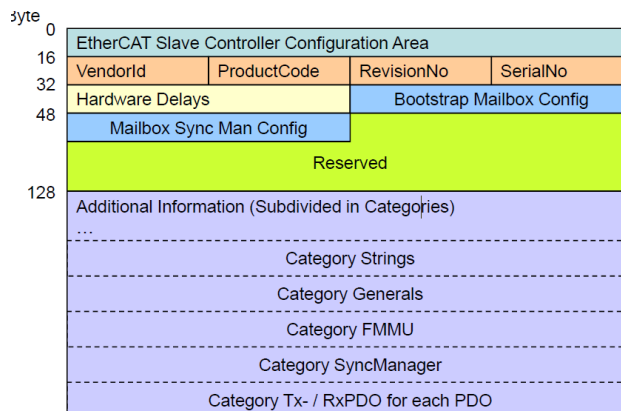 Byte
0
EtherCAT Slave Controller Configuration Area
16
VendorId ProductCode RevisionNo SerialNo
32
Hardware Delays Bootstrap Mailbox Config
48
Mailbox Sync Man Config
Reserved
128
Additional Information (Subdivided in Categories)
...
Category Strings
Category Generals
Category FMMU
Category SyncManager
Category Tx- / RxPDO for each PDO